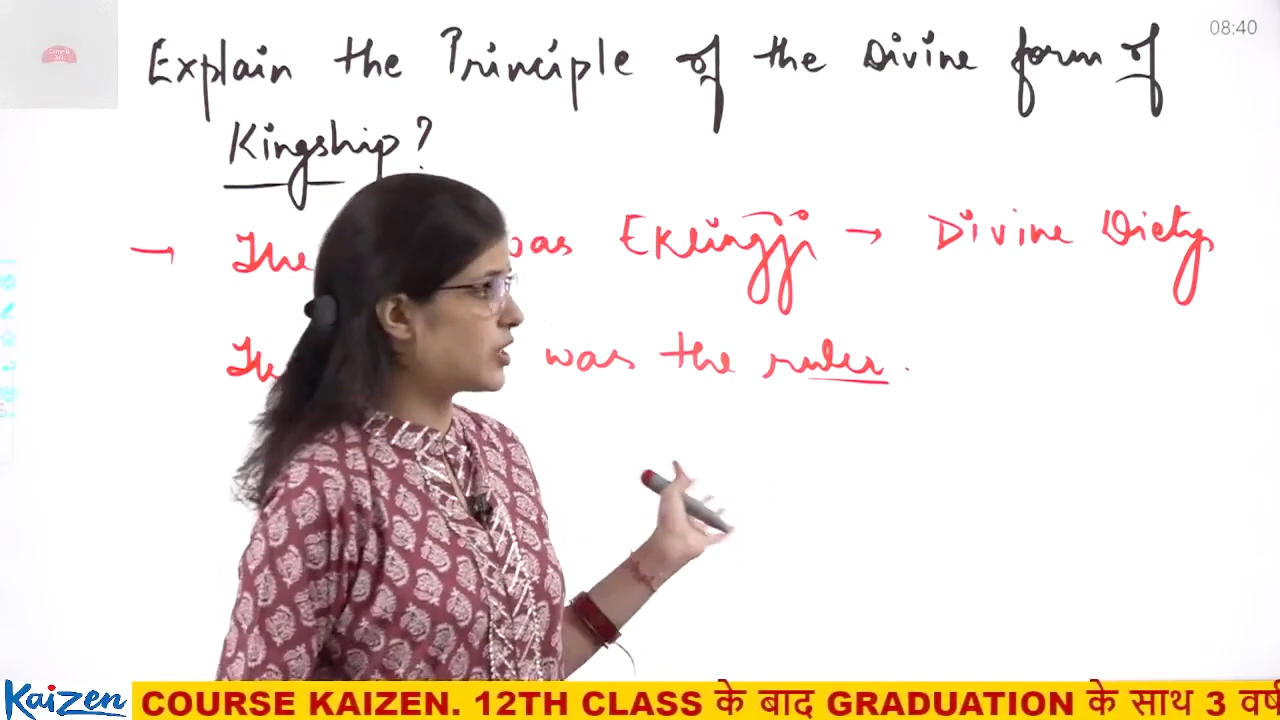 08:40
Explain the Principle of the Divine form of
Kingship?
→ The was Eklingji → Divine Diety
The was the ruler.
Kaizen COURSE KAIZEN. 12TH CLASS के बाद GRADUATION के साथ 3 वर्ष